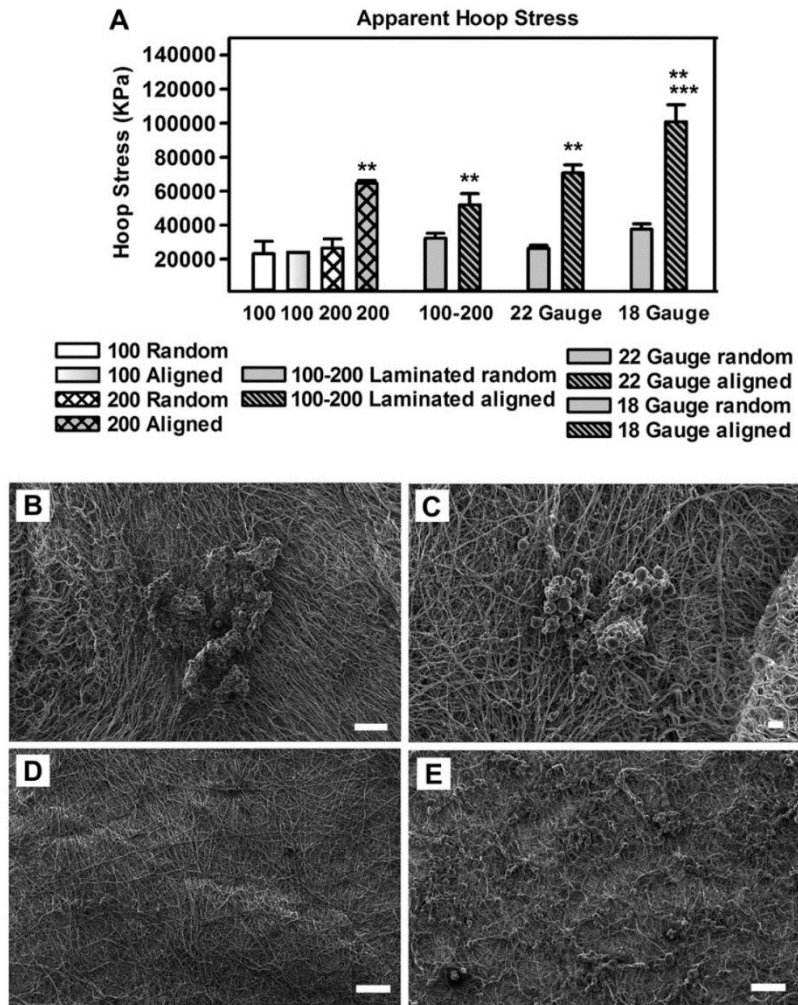 A
Apparent Hoop Stress
Hoop Stress (KPa)
140000
120000
100000
80000
60000
40000
20000
**
**
**
**
***
100 100 200 200 100-200 22 Gauge 18 Gauge
100 Random
100 Aligned
200 Random
200 Aligned
100-200 Laminated random
100-200 Laminated aligned
22 Gauge random
22 Gauge aligned
18 Gauge random
18 Gauge aligned
B
C
D
E